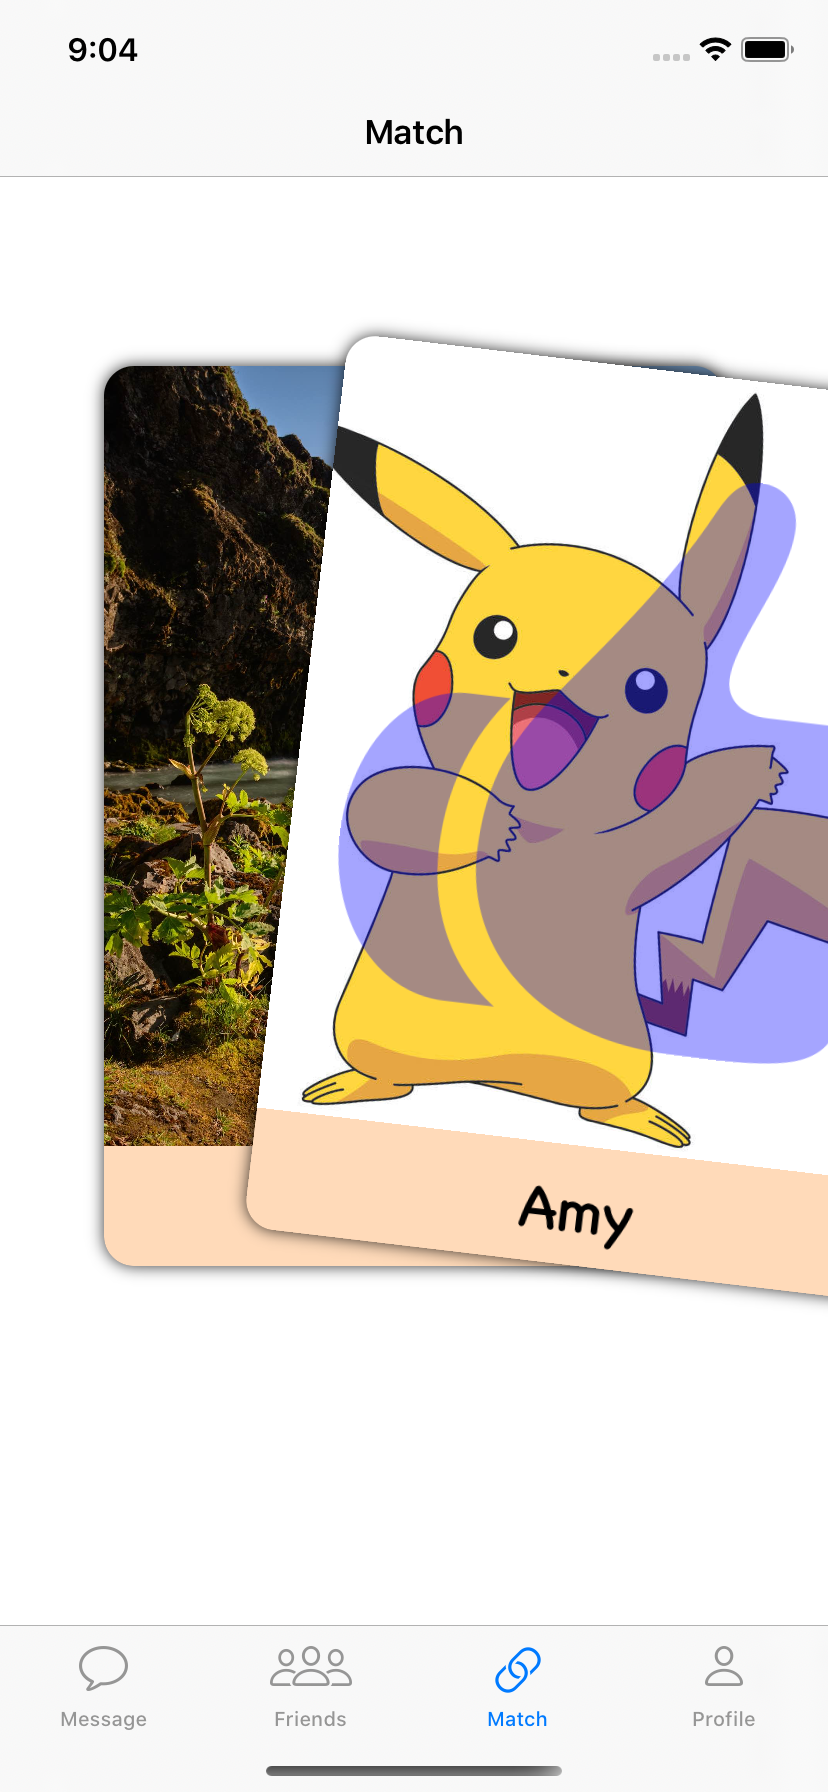 9:04
Match
Amy
Message
Friends
Match
Profile